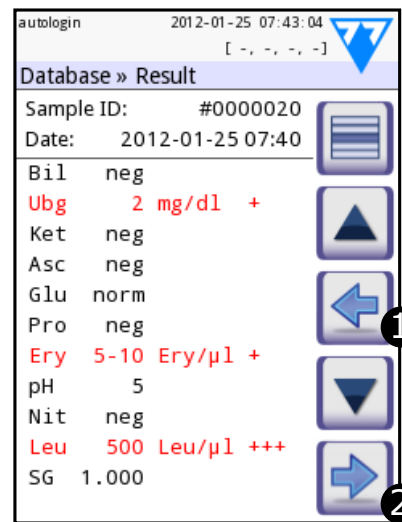 autologin 2012-01-25 07:43:04
[ -, -, -, -]
Database » Result
Sample ID: #0000020
Date: 2012-01-25 07:40
Bil neg
Ubg 2 mg/dl +
Ket neg
Asc neg
Glu norm
Pro neg
Ery 5-10 Ery/µl +
pH 5
Nit neg
Leu 500 Leu/µl +++
SG 1.000
1
2